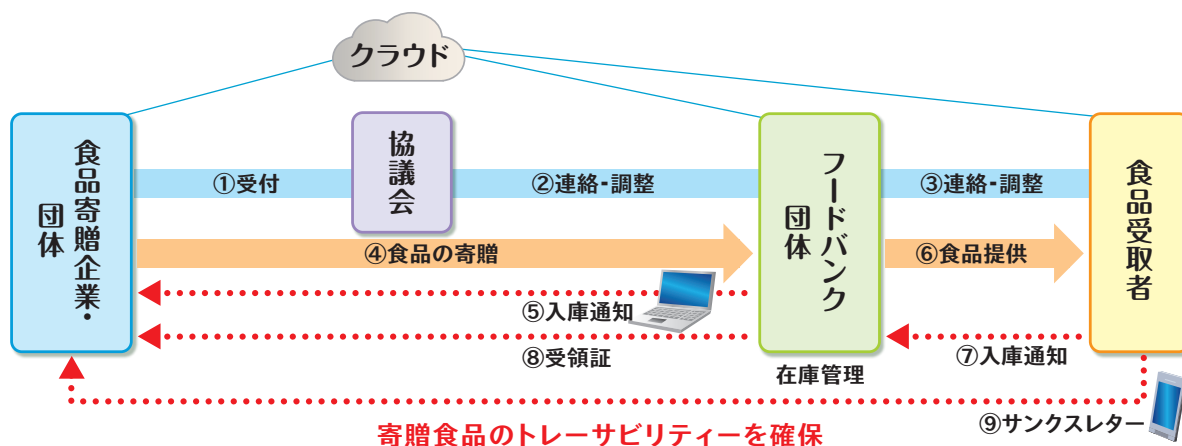 クラウド
食品寄贈企業・
団体
協議会
フードバンク
団体
食品受取者
①受付
②連絡・調整
③連絡・調整
④食品の寄贈
⑥食品提供
⑤入庫通知
⑧受領証
⑦入庫通知
在庫管理
⑨サンクスレター
寄贈食品のトレーサビリティーを確保